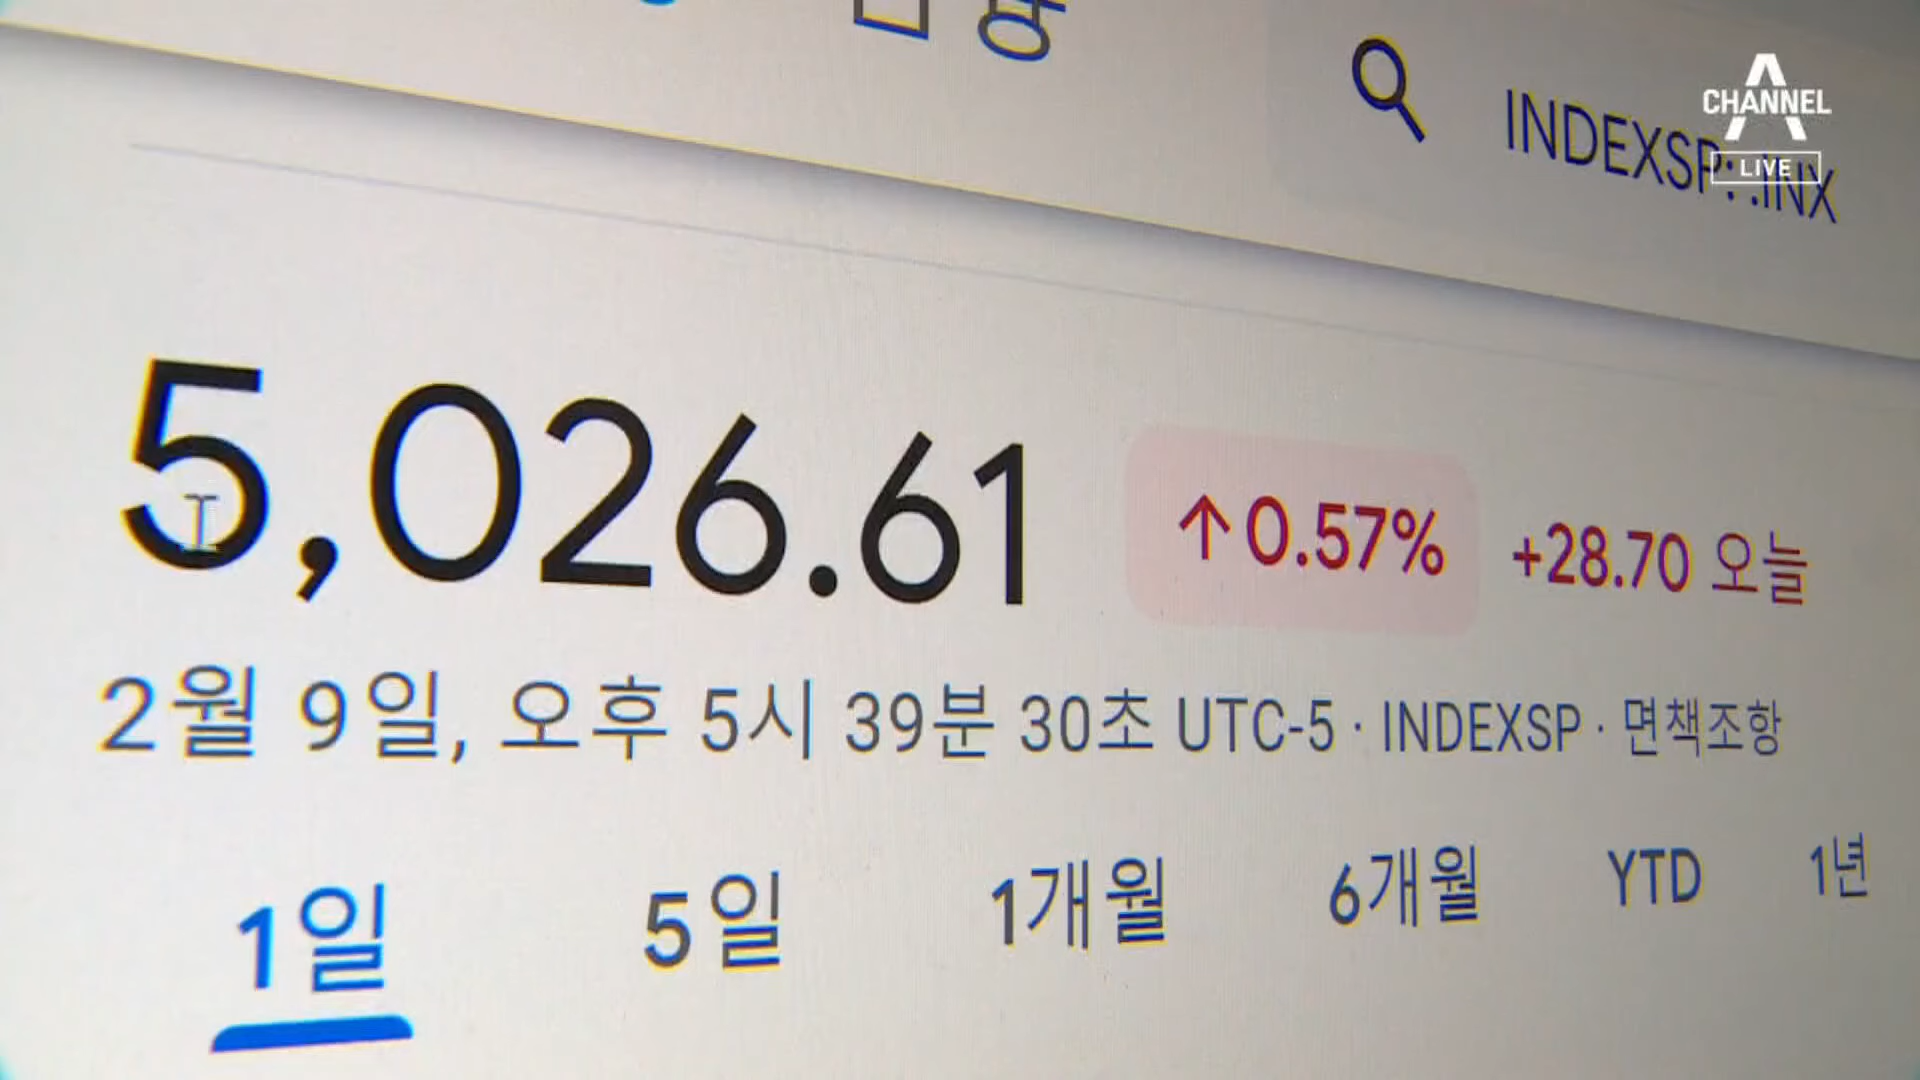 INDEXSP: .INX
CHANNEL A
LIVE
5,026.61 ↑0.57% +28.70 오늘
2월 9일, 오후 5시 39분 30초 UTC-5 · INDEXSP · 면책조항
1일 5일 1개월 6개월 YTD 1년